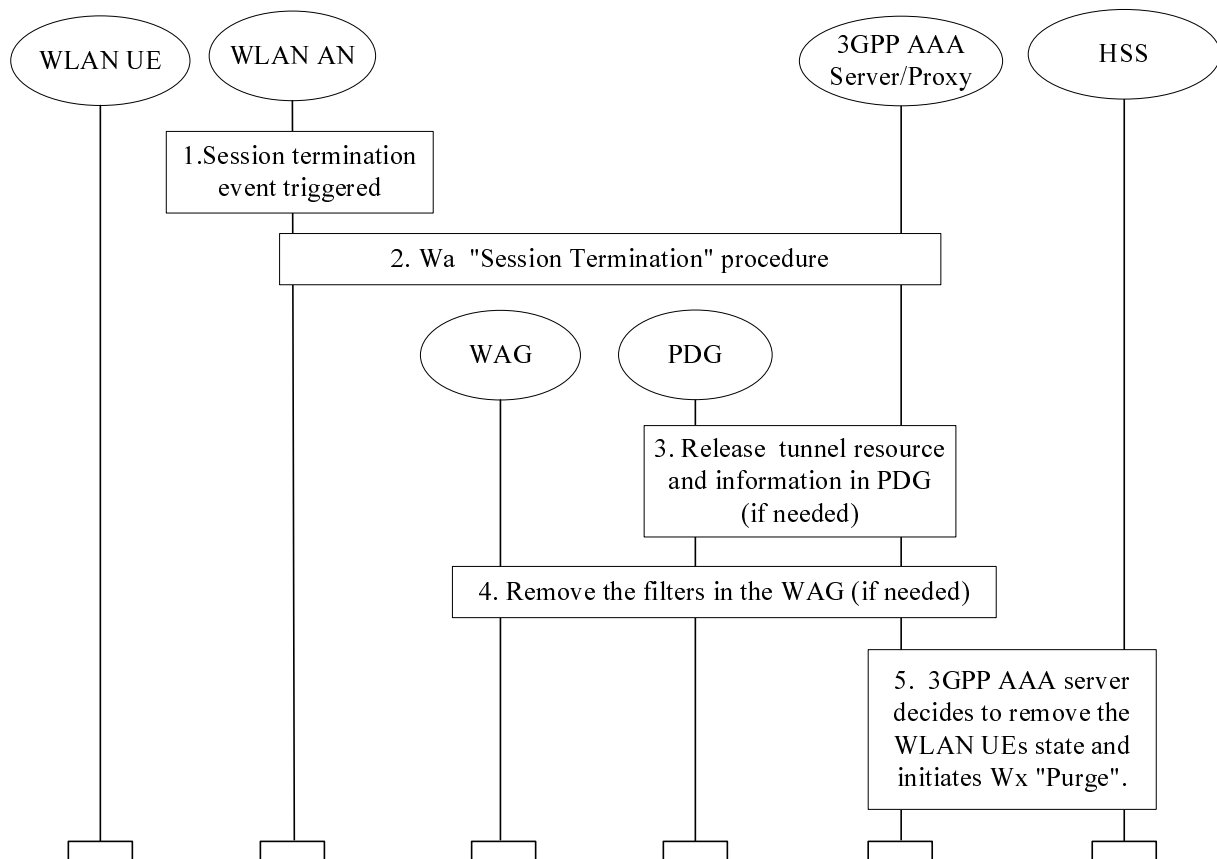 WLAN UE
WLAN AN
3GPP AAA
Server/Proxy
HSS
1.Session termination
event triggered
2. Wa "Session Termination" procedure
WAG
PDG
3. Release tunnel resource
and information in PDG
(if needed)
4. Remove the filters in the WAG (if needed)
5. 3GPP AAA server
decides to remove the
WLAN UEs state and
initiates Wx "Purge".